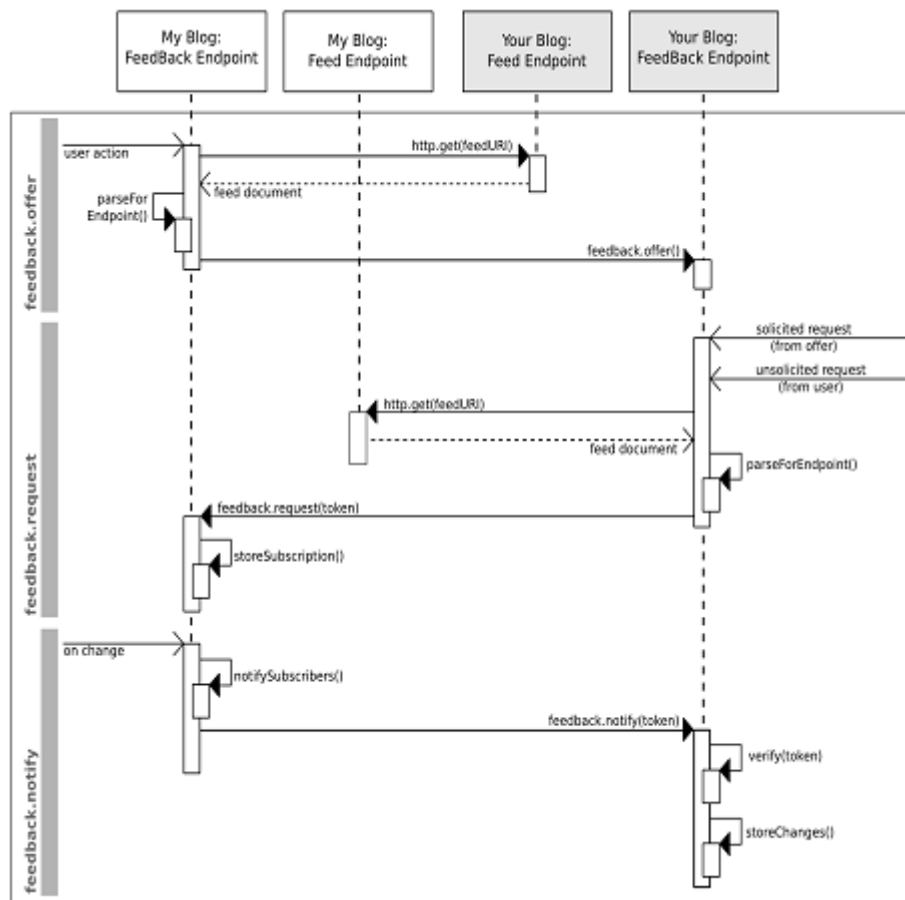 My Blog:
FeedBack Endpoint
My Blog:
Feed Endpoint
Your Blog:
Feed Endpoint
Your Blog:
FeedBack Endpoint
feedback.offer
user action
http.get(feedURI)
feed document
parseFor
Endpoint()
feedback.offer()
feedback.request
solicited request
(from offer)
unsolicited request
(from user)
http.get(feedURI)
feed document
parseForEndpoint()
feedback.request(token)
storeSubscription()
feedback.notify
on change
notifySubscribers()
feedback.notify(token)
verify(token)
storeChanges()